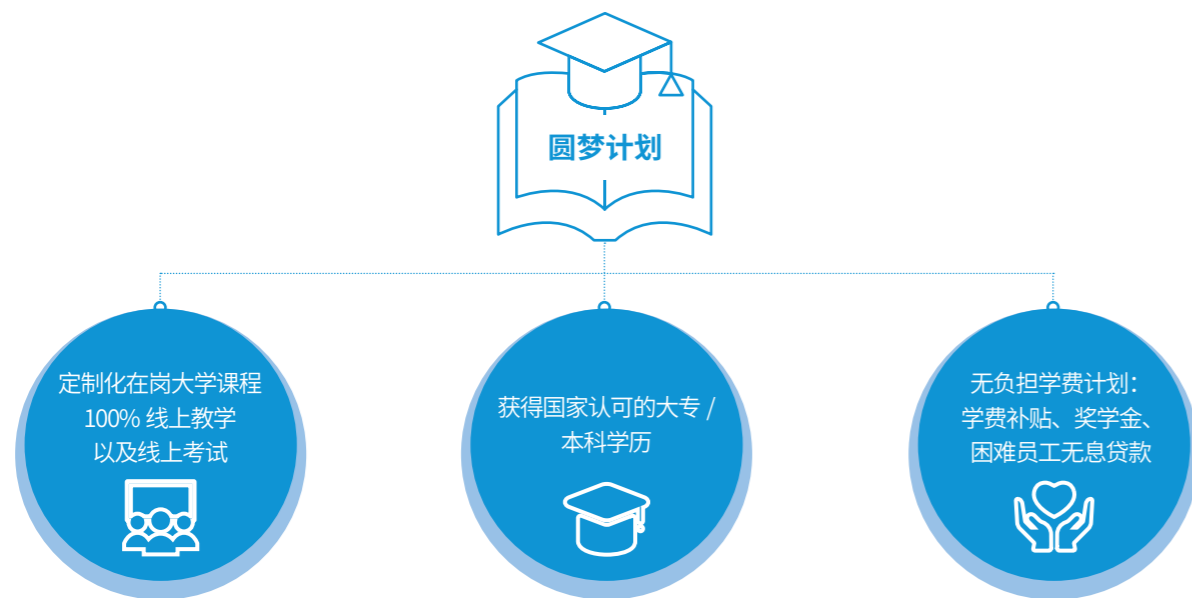 圆梦计划
定制化在岗大学课程
100% 线上教学
以及线上考试
获得国家认可的大专 /
本科学历
无负担学费计划：
学费补贴、奖学金、
困难员工无息贷款